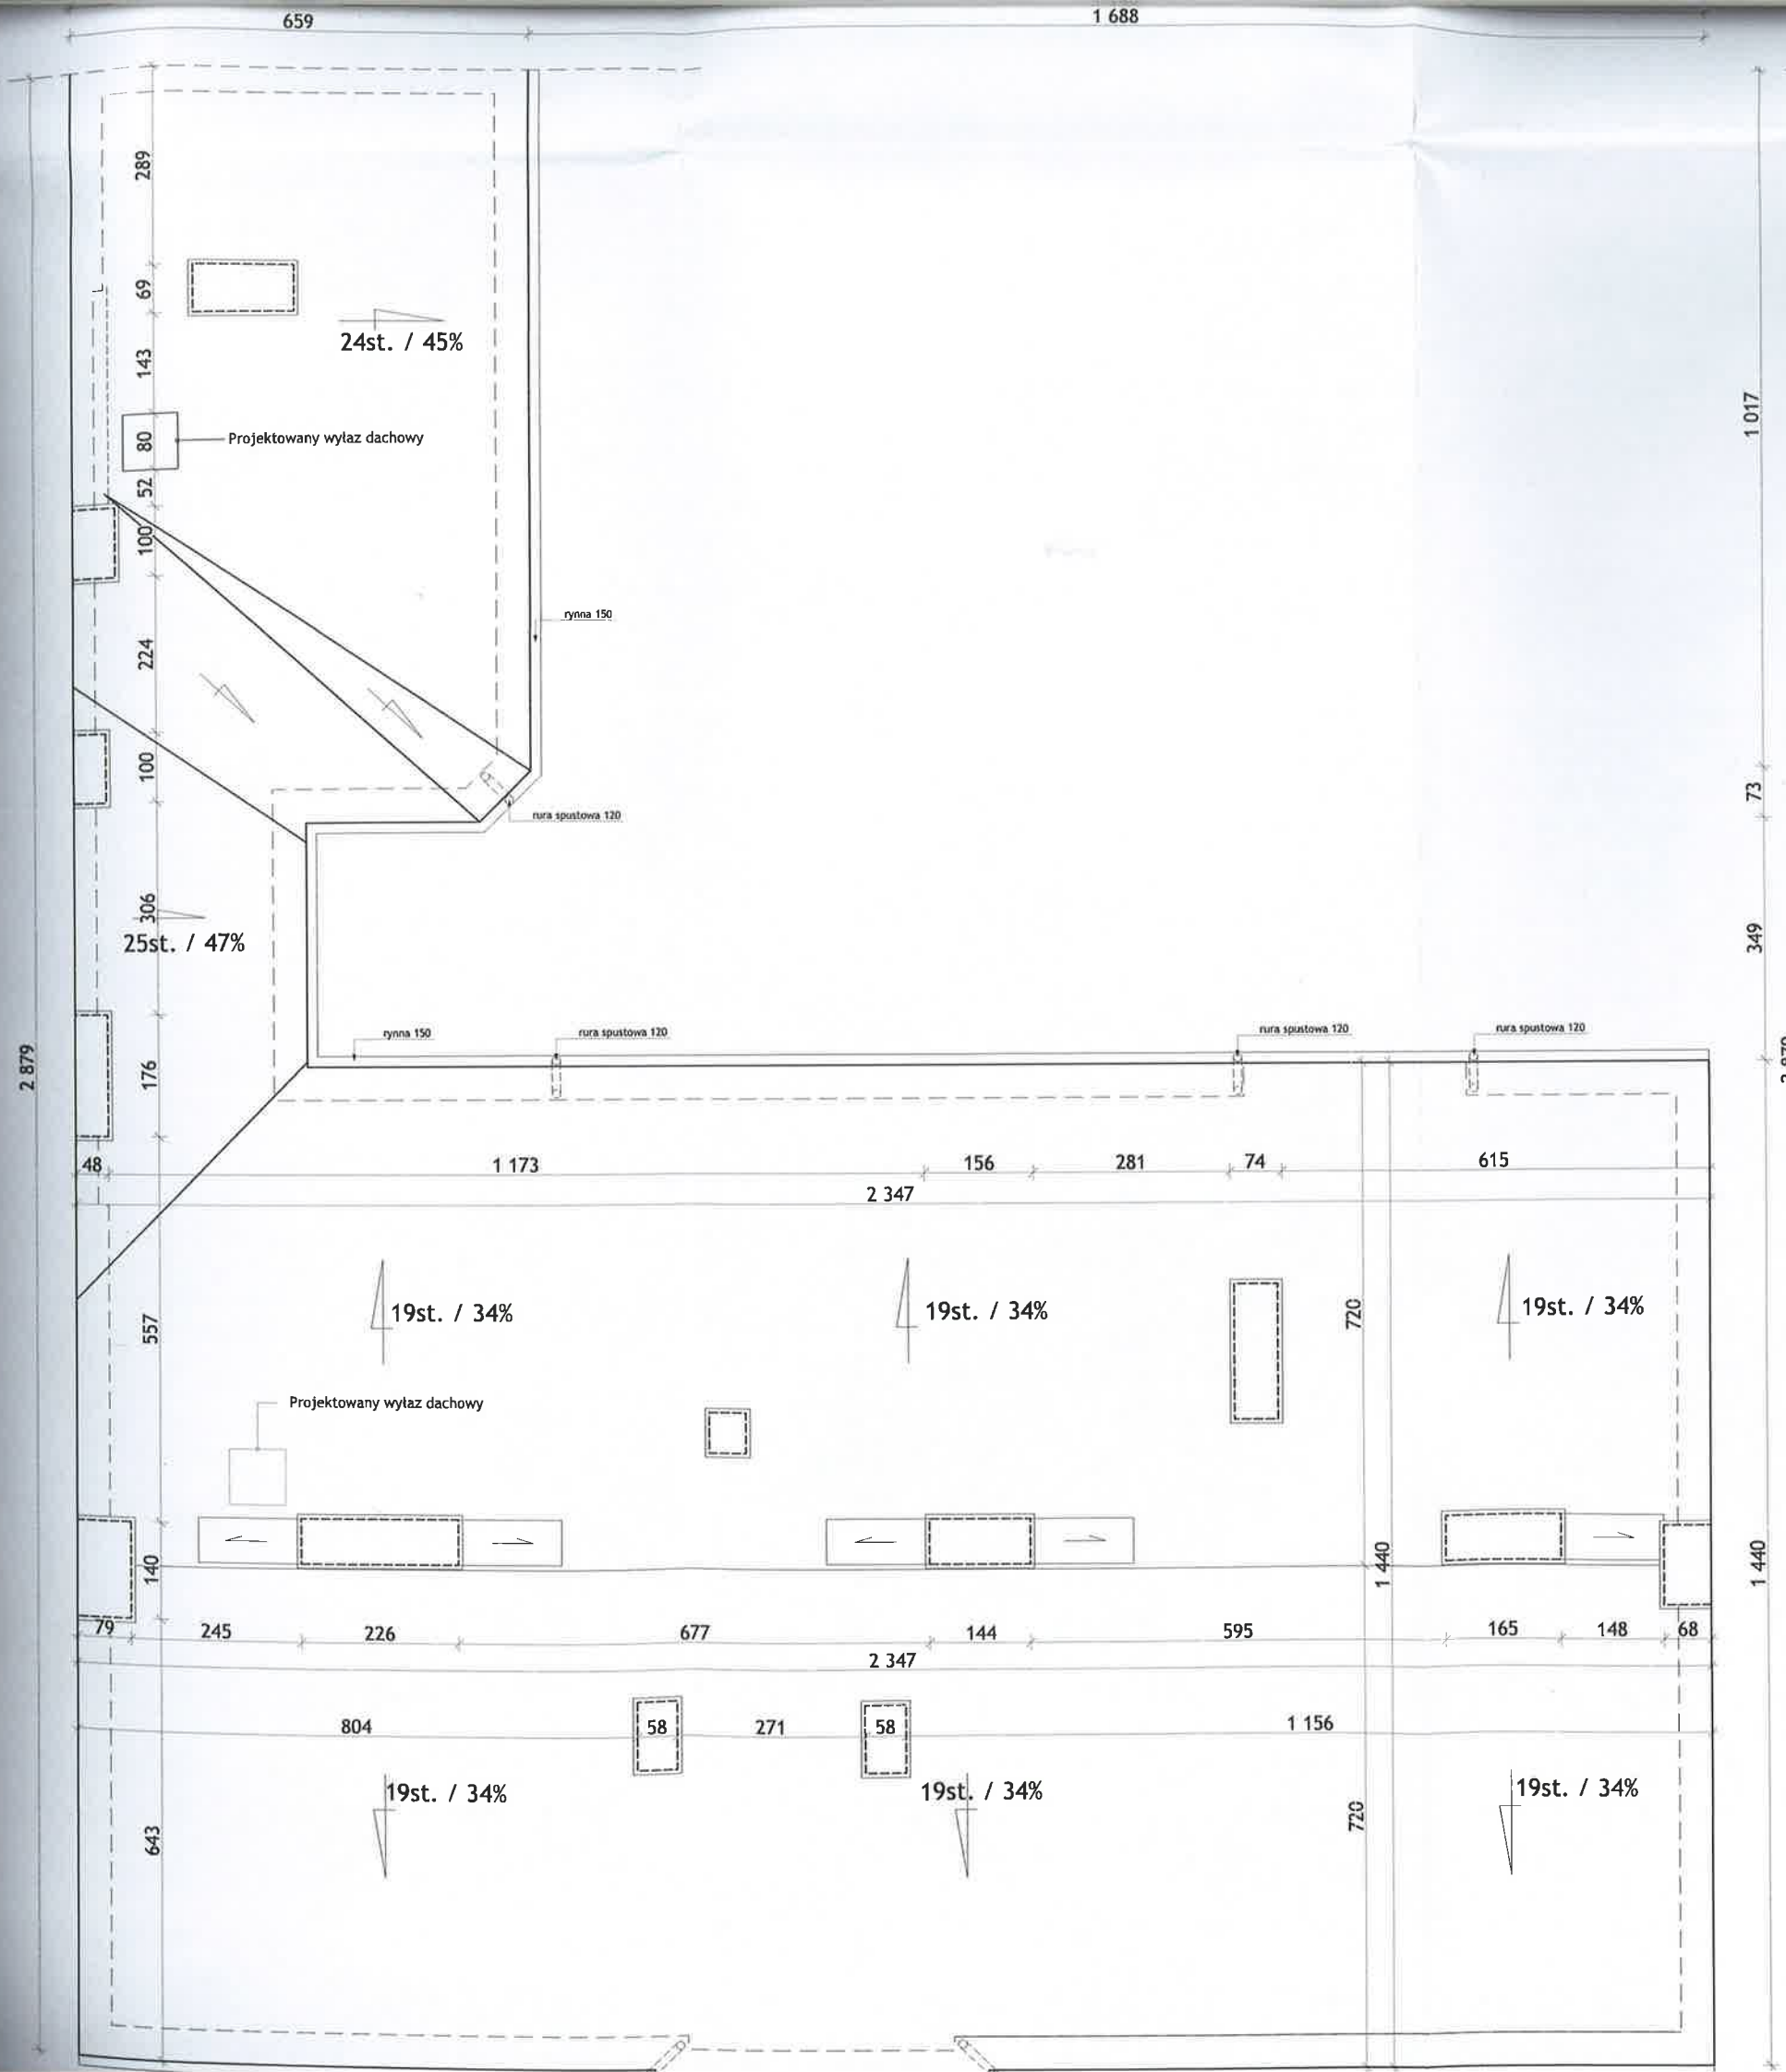 659
1 688
289
69
24st. / 45%
143
1 017
80
Projektowany wyłaz dachowy
52
100
rynna 150
224
100
73
rura spustowa 120
306
25st. / 47%
349
rynna 150
rura spustowa 120
rura spustowa 120
rura spustowa 120
2 879
176
48
1 173
156
281
74
615
2 347
19st. / 34%
19st. / 34%
19st. / 34%
557
720
Projektowany wyłaz dachowy
140
1 440
1 440
79
245
226
677
144
595
165
148
68
2 347
804
58
271
58
1 156
19st. / 34%
19st. / 34%
19st. / 34%
643
720